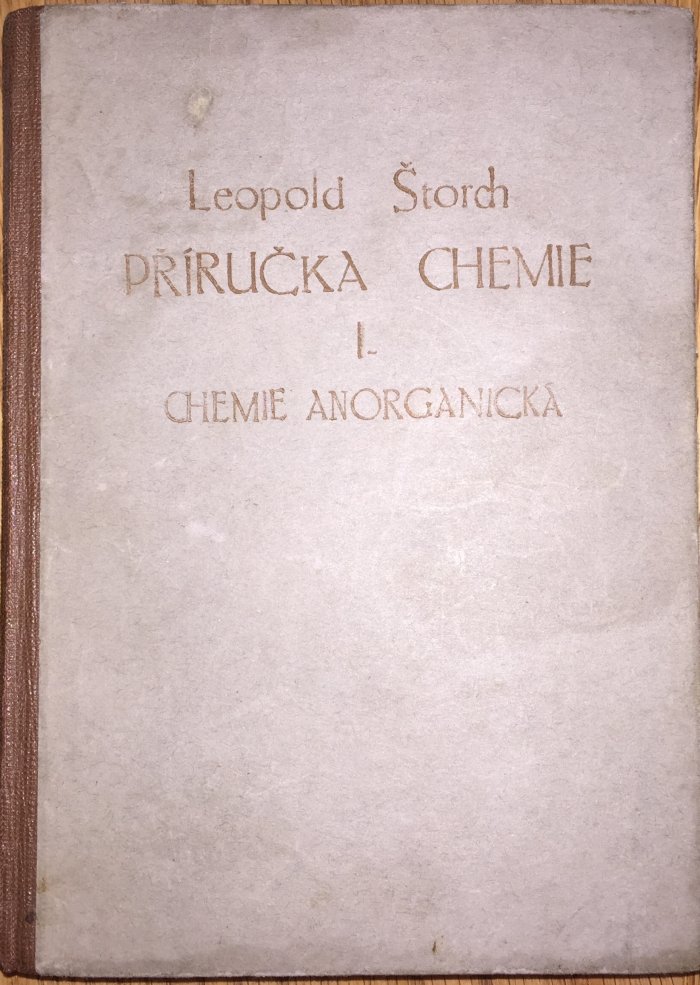 Leopold Štorch
PŘÍRUČKA CHEMIE
I.
CHEMIE ANORGANICKÁ